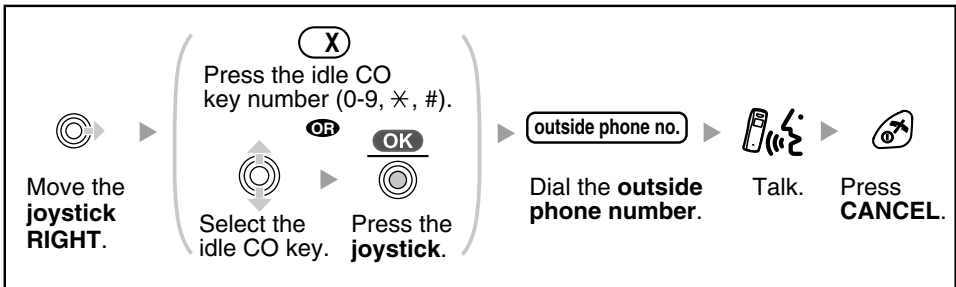 X
Press the idle CO
key number (0-9, ✳, #).
OR
OK
Select the
idle CO key.
Press the
joystick.
Move the
joystick
RIGHT.
outside phone no.
Dial the outside
phone number.
Talk.
Press
CANCEL.